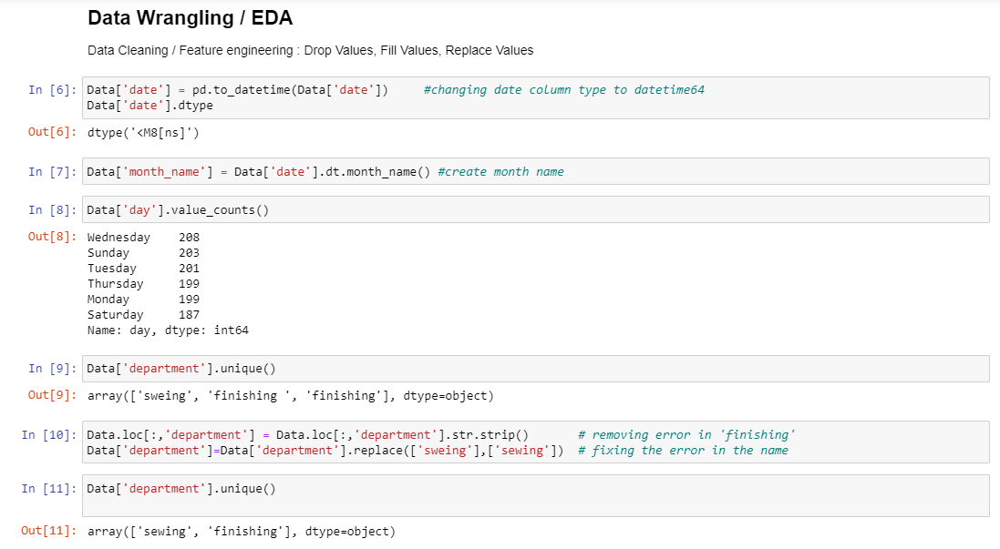 Data Wrangling / EDA
Data Cleaning / Feature engineering : Drop Values, Fill Values, Replace Values
In [6]: Data['date'] = pd.to_datetime(Data['date'])     #changing date column type to datetime64
Data['date'].dtype
Out[6]: dtype('<M8[ns]')
In [7]: Data['month_name'] = Data['date'].dt.month_name() #create month name
In [8]: Data['day'].value_counts()
Out[8]: Wednesday    208
Sunday       203
Tuesday      201
Thursday     199
Monday       199
Saturday     187
Name: day, dtype: int64
In [9]: Data['department'].unique()
Out[9]: array(['sweing', 'finishing ', 'finishing'], dtype=object)
In [10]: Data.loc[:,'department'] = Data.loc[:,'department'].str.strip()       # removing error in 'finishing'
Data['department']=Data['department'].replace(['sweing'],['sewing'])  # fixing the error in the name
In [11]: Data['department'].unique()
Out[11]: array(['sewing', 'finishing'], dtype=object)